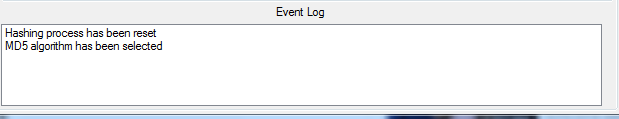 Event Log
Hashing process has been reset
MD5 algorithm has been selected